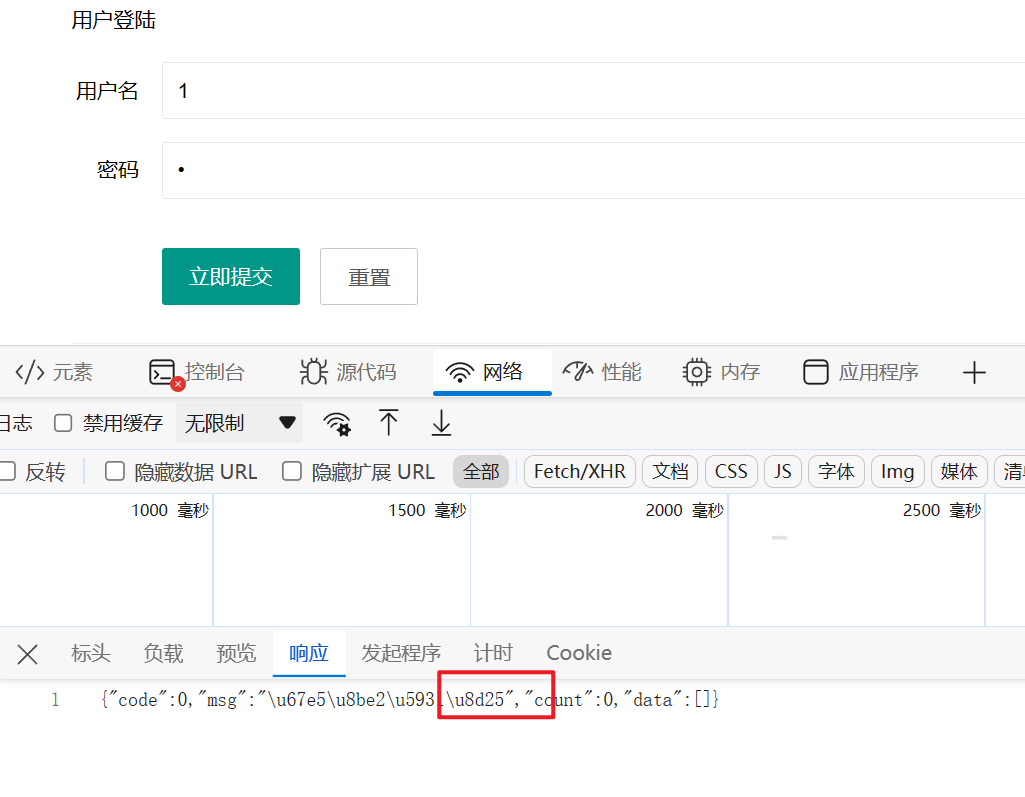 用户登陆
用户名 1
密码 •
立即提交 重置
元素 控制台 源代码 网络 性能 内存 应用程序
日志 禁用缓存 无限制
反转 隐藏数据 URL 隐藏扩展 URL 全部 Fetch/XHR 文档 CSS JS 字体 Img 媒体
1000 毫秒 1500 毫秒 2000 毫秒 2500 毫秒
标头 负载 预览 响应 发起程序 计时 Cookie
1 {"code":0,"msg":"\u67e5\u8be2\u5931\u8d25","count":0,"data":[]}